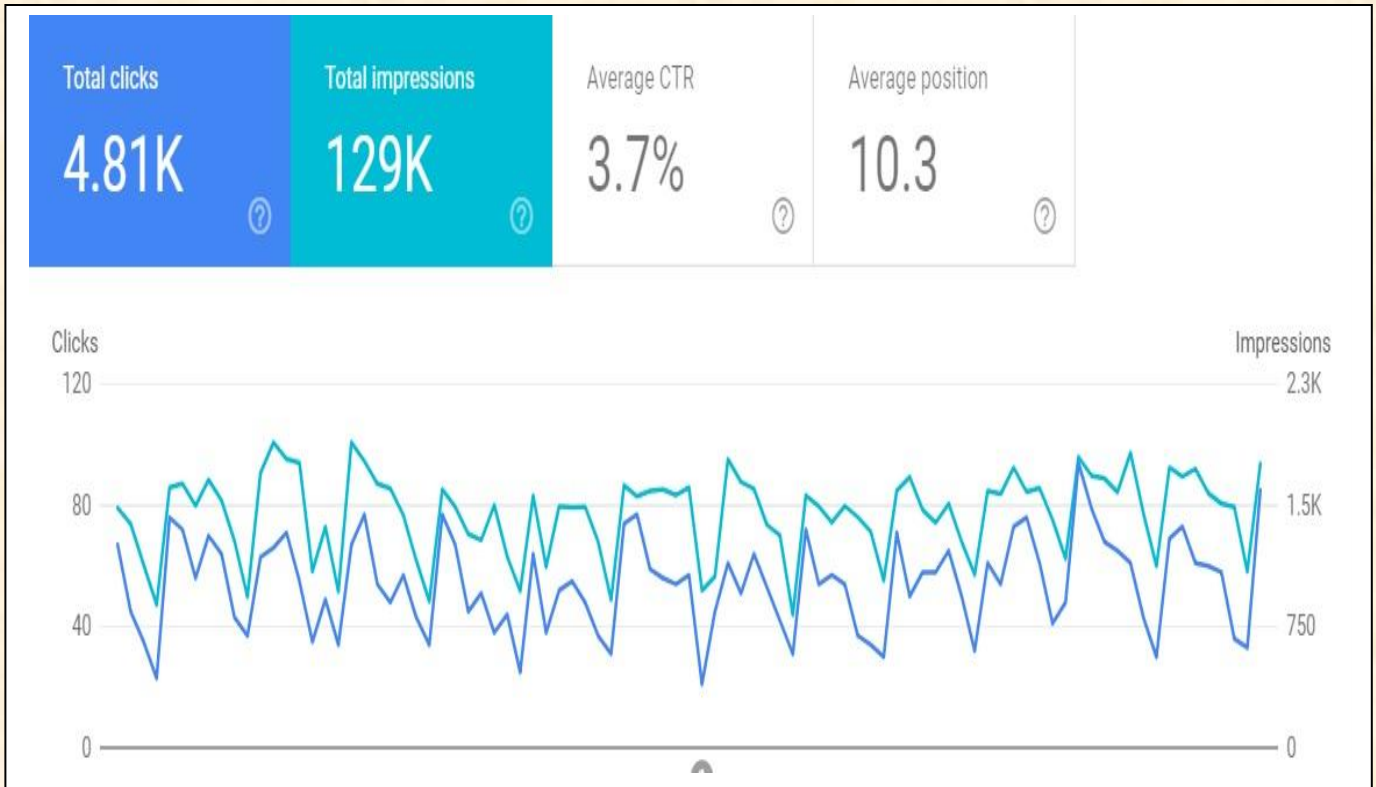 Total clicks
4.81K
Total impressions
129K
Average CTR
3.7%
Average position
10.3
Clicks
Impressions
120
2.3K
80
1.5K
40
750
0
0